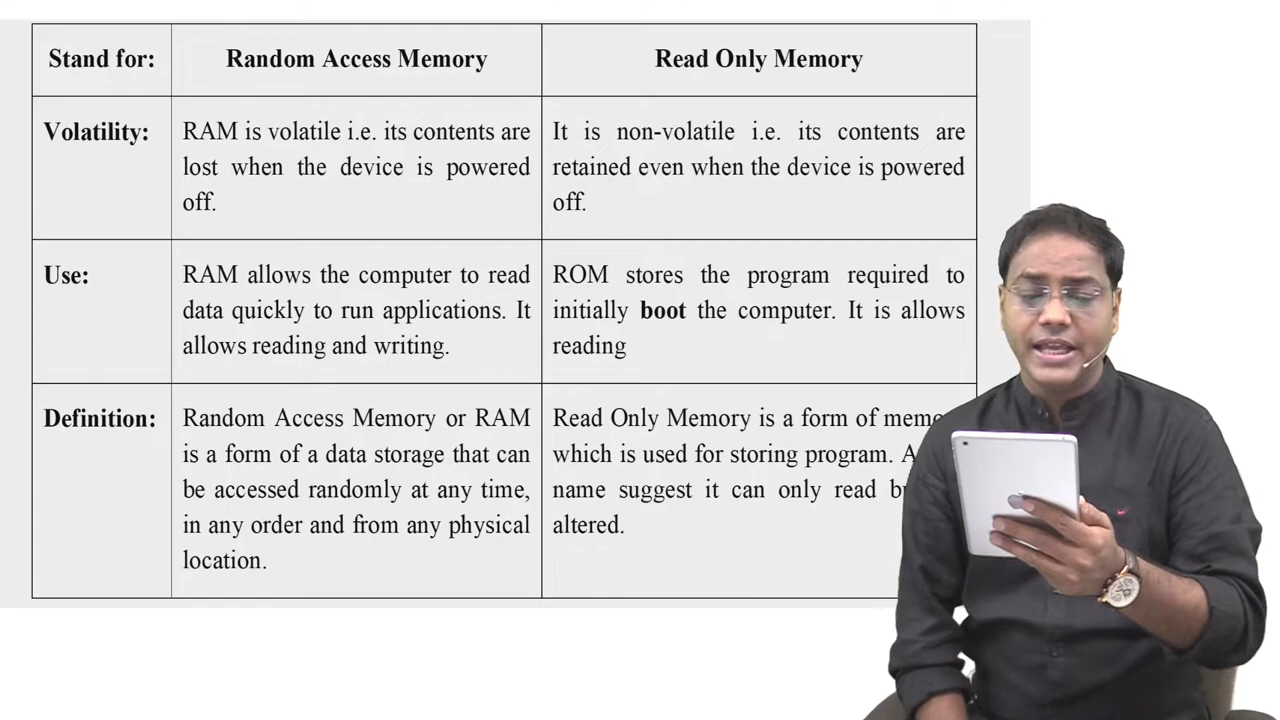 Stand for:
Random Access Memory
Read Only Memory
Volatility:
RAM is volatile i.e. its contents are
lost when the device is powered
off.
It is non-volatile i.e. its contents are
retained even when the device is powered
off.
Use:
RAM allows the computer to read
data quickly to run applications. It
allows reading and writing.
ROM stores the program required to
initially boot the computer. It is allows
reading
Definition:
Random Access Memory or RAM
is a form of a data storage that can
be accessed randomly at any time,
in any order and from any physical
location.
Read Only Memory is a form of
which is used for storing program.
name suggest it can only read
altered.